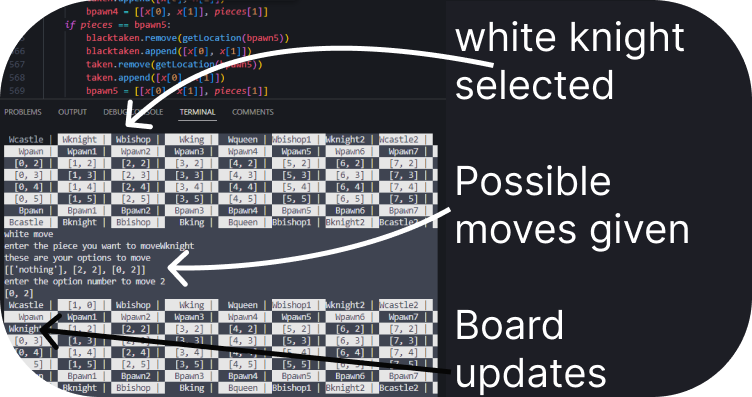 bpawn4 = [[x[0], x[1]], pieces[1]]
if pieces == bpawn5:
blacktaken.remove(getLocation(bpawn5))
blacktaken.append([x[0], x[1]])
567 taken.remove(getLocation(bpawn5))
568 taken.append([x[0], x[1]])
569 bpawn5 = [[x[0], x[1]], pieces[1]]
white knight
selected
PROBLEMS OUTPUT DEBUG CONSOLE TERMINAL COMMENTS
Wcastle | Wknight | Wbishop | Wking | Wqueen |Wbishop1 |Wknight2 |Wcastle2 |
Wpawn | Wpawn1 | Wpawn2 | Wpawn3 | Wpawn4 | Wpawn5 | Wpawn6 | Wpawn7 |
[0, 2] | [1, 2] | [2, 2] | [3, 2] | [4, 2] | [5, 2] | [6, 2] | [7, 2] |
[0, 3] | [1, 3] | [2, 3] | [3, 3] | [4, 3] | [5, 3] | [6, 3] | [7, 3] |
[0, 4] | [1, 4] | [2, 4] | [3, 4] | [4, 4] | [5, 4] | [6, 4] | [7, 4] |
[0, 5] | [1, 5] | [2, 5] | [3, 5] | [4, 5] | [5, 5] | [6, 5] | [7, 5] |
Bpawn | Bpawn1 | Bpawn2 | Bpawn3 | Bpawn4 | Bpawn5 | Bpawn6 | Bpawn7 |
Bcastle | Bknight | Bbishop | Bking | Bqueen |Bbishop1 |Bknight2 |Bcastle2 |
white move
enter the piece you want to moveWknight
these are your options to move
[['nothing'], [2, 2], [0, 2]]
enter the option number to move 2
[0, 2]
Possible
moves given
Wcastle | [1, 0] | Wbishop | Wking | Wqueen |Wbishop1 |Wknight2 |Wcastle2 |
Wpawn | Wpawn1 | Wpawn2 | Wpawn3 | Wpawn4 | Wpawn5 | Wpawn6 | Wpawn7 |
Wknight | [1, 2] | [2, 2] | [3, 2] | [4, 2] | [5, 2] | [6, 2] | [7, 2] |
[0, 3] | [1, 3] | [2, 3] | [3, 3] | [4, 3] | [5, 3] | [6, 3] | [7, 3] |
[0, 4] | [1, 4] | [2, 4] | [3, 4] | [4, 4] | [5, 4] | [6, 4] | [7, 4] |
[1, 5] | [2, 5] | [3, 5] | [4, 5] | [5, 5] | [6, 5] | [7, 5] |
Bpawn1 | Bpawn2 | Bpawn3 | Bpawn4 | Bpawn5 | Bpawn6 | Bpawn7 |
Bknight | Bbishop | Bking | Bqueen |Bbishop1 |Bknight2 |Bcastle2 |
Board
updates